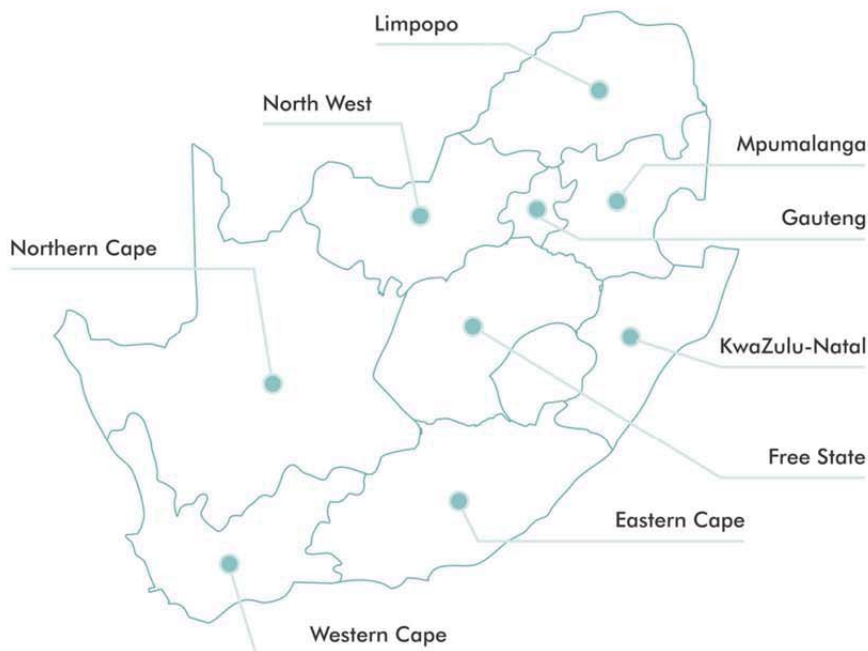 Limpopo
North West
Mpumalanga
Gauteng
Northern Cape
KwaZulu-Natal
Free State
Eastern Cape
Western Cape